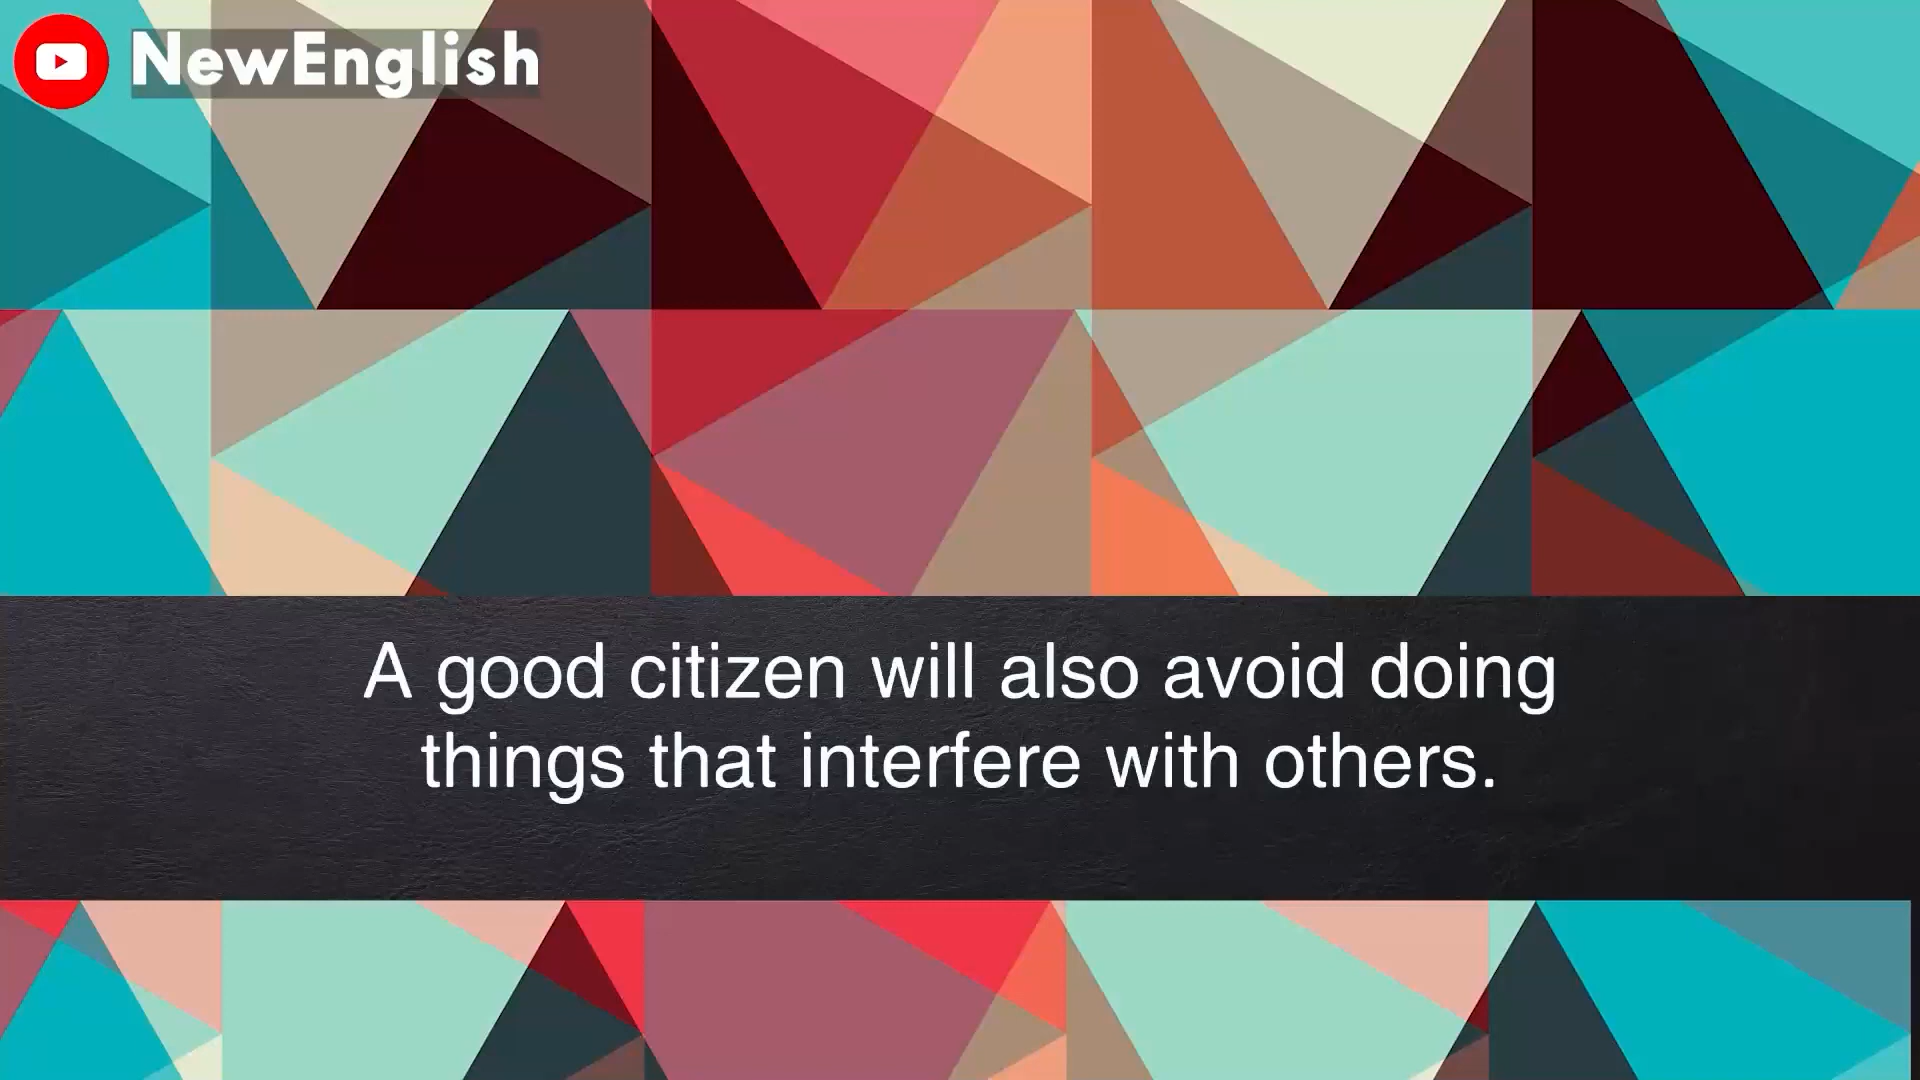 NewEnglish
A good citizen will also avoid doing
things that interfere with others.